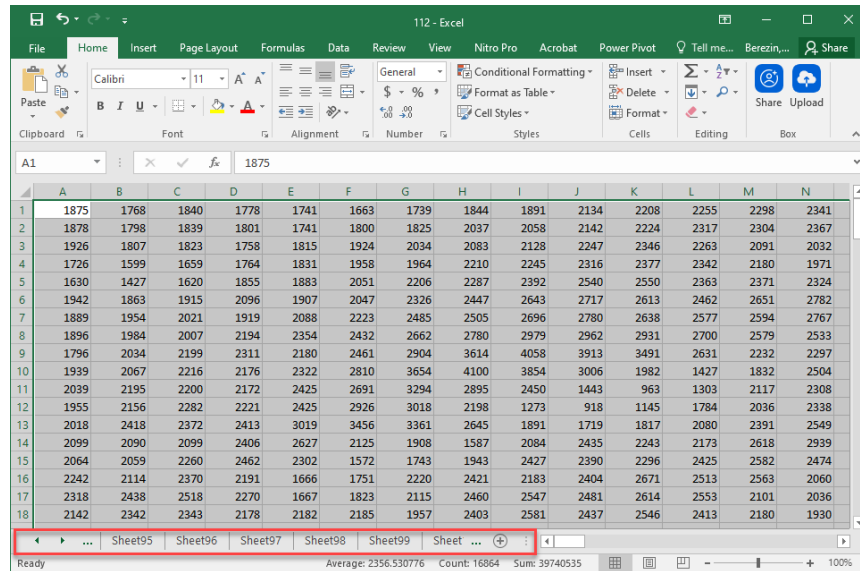 112 - Excel
File Home Insert Page Layout Formulas Data Review View Nitro Pro Acrobat Power Pivot Tell me... Berezin,... Share
Calibri 11 A A General Conditional Formatting Insert
Paste B I U A $ % , Format as Table Delete Share Upload
.00 .00 Cell Styles Format
Clipboard Font Alignment Number Styles Cells Editing Box
A1 fx 1875
A B C D E F G H I J K L M N
1 1875 1768 1840 1778 1741 1663 1739 1844 1891 2134 2208 2255 2298 2341
2 1878 1798 1839 1801 1741 1800 1825 2037 2058 2142 2224 2317 2304 2367
3 1926 1807 1823 1758 1815 1924 2034 2083 2128 2247 2346 2263 2091 2032
4 1726 1599 1659 1764 1831 1958 1964 2210 2245 2316 2377 2342 2180 1971
5 1630 1427 1620 1855 1883 2051 2206 2287 2392 2540 2550 2363 2371 2324
6 1942 1863 1915 2096 1907 2047 2326 2447 2643 2717 2613 2462 2651 2782
7 1889 1954 2021 1919 2088 2223 2485 2505 2696 2780 2638 2577 2594 2767
8 1896 1984 2007 2194 2354 2432 2662 2780 2979 2962 2931 2700 2579 2533
9 1796 2034 2199 2311 2180 2461 2904 3614 4058 3913 3491 2631 2232 2297
10 1939 2067 2216 2176 2322 2810 3654 4100 3854 3006 1982 1427 1832 2504
11 2039 2195 2200 2172 2425 2691 3294 2895 2450 1443 963 1303 2117 2308
12 1955 2156 2282 2221 2425 2926 3018 2198 1273 918 1145 1784 2036 2338
13 2018 2418 2372 2413 3019 3456 3361 2645 1891 1719 1817 2080 2391 2549
14 2099 2090 2099 2406 2627 2125 1908 1587 2084 2435 2243 2173 2618 2939
15 2064 2059 2260 2462 2302 1572 1743 1943 2427 2390 2296 2425 2582 2474
16 2242 2114 2370 2191 1666 1751 2220 2421 2183 2404 2671 2513 2563 2060
17 2318 2438 2518 2270 1667 1823 2115 2460 2547 2481 2614 2553 2101 2036
18 2142 2342 2343 2178 2182 2185 1957 2403 2581 2437 2546 2413 2180 1930
... Sheet95 Sheet96 Sheet97 Sheet98 Sheet99 Sheet ...
Ready Average: 2356.530776 Count: 16864 Sum: 39740535 100%